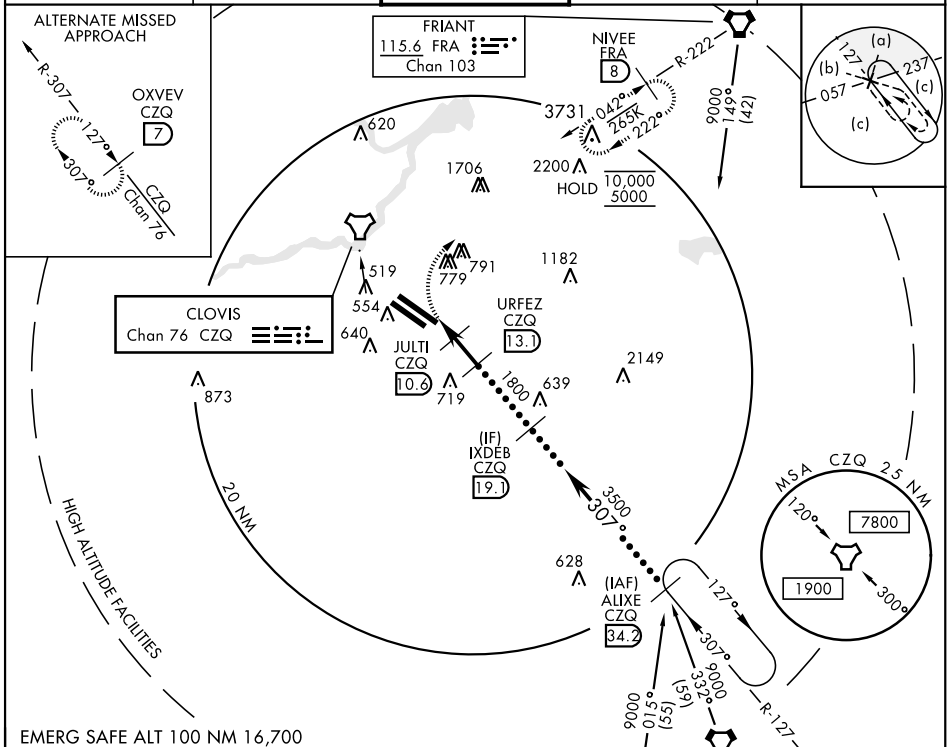 ALTERNATE MISSED
APPROACH
R-307
OXVEV
CZQ
7
127°
307°
CZQ
Chan 76
FRIANT
115.6 FRA
Chan 103
NIVEE
FRA
8
R-222
042°
265K
222°
9000
149°
(42)
(a)
127
(b)
237
(c)
057
(c)
3731
620
1706
2200
HOLD
10,000
5000
519
779
791
1182
554
CLOVIS
Chan 76 CZQ
640
URFEZ
CZQ
13.1
JULTI
CZQ
10.6
719
1800
639
2149
873
(IF)
IXDEB
CZQ
19.1
3500
307°
20 NM
HIGH ALTITUDE FACILITIES
MSA CZQ 25 NM
120°
7800
1900
300°
628
(IAF)
ALIXE
CZQ
34.2
127°
307°
R-127
9000
015°
(55)
9000
332°
(59)
EMERG SAFE ALT 100 NM 16,700